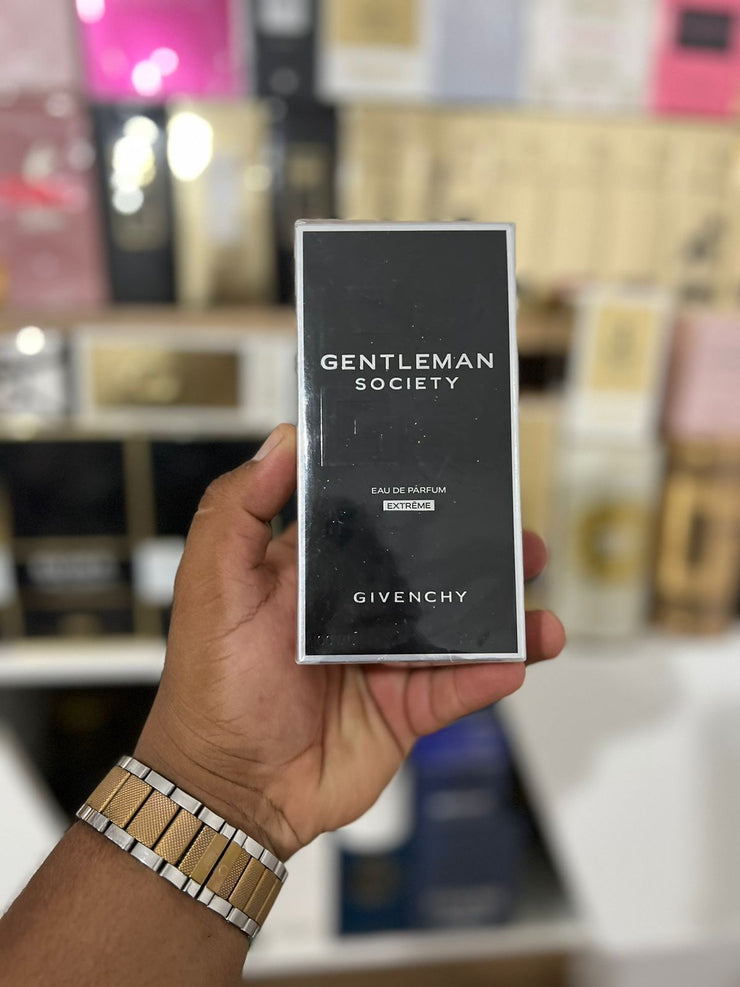 GENTLEMAN
SOCIETY
EAU DE PARFUM
EXTRÊME
GIVENCHY